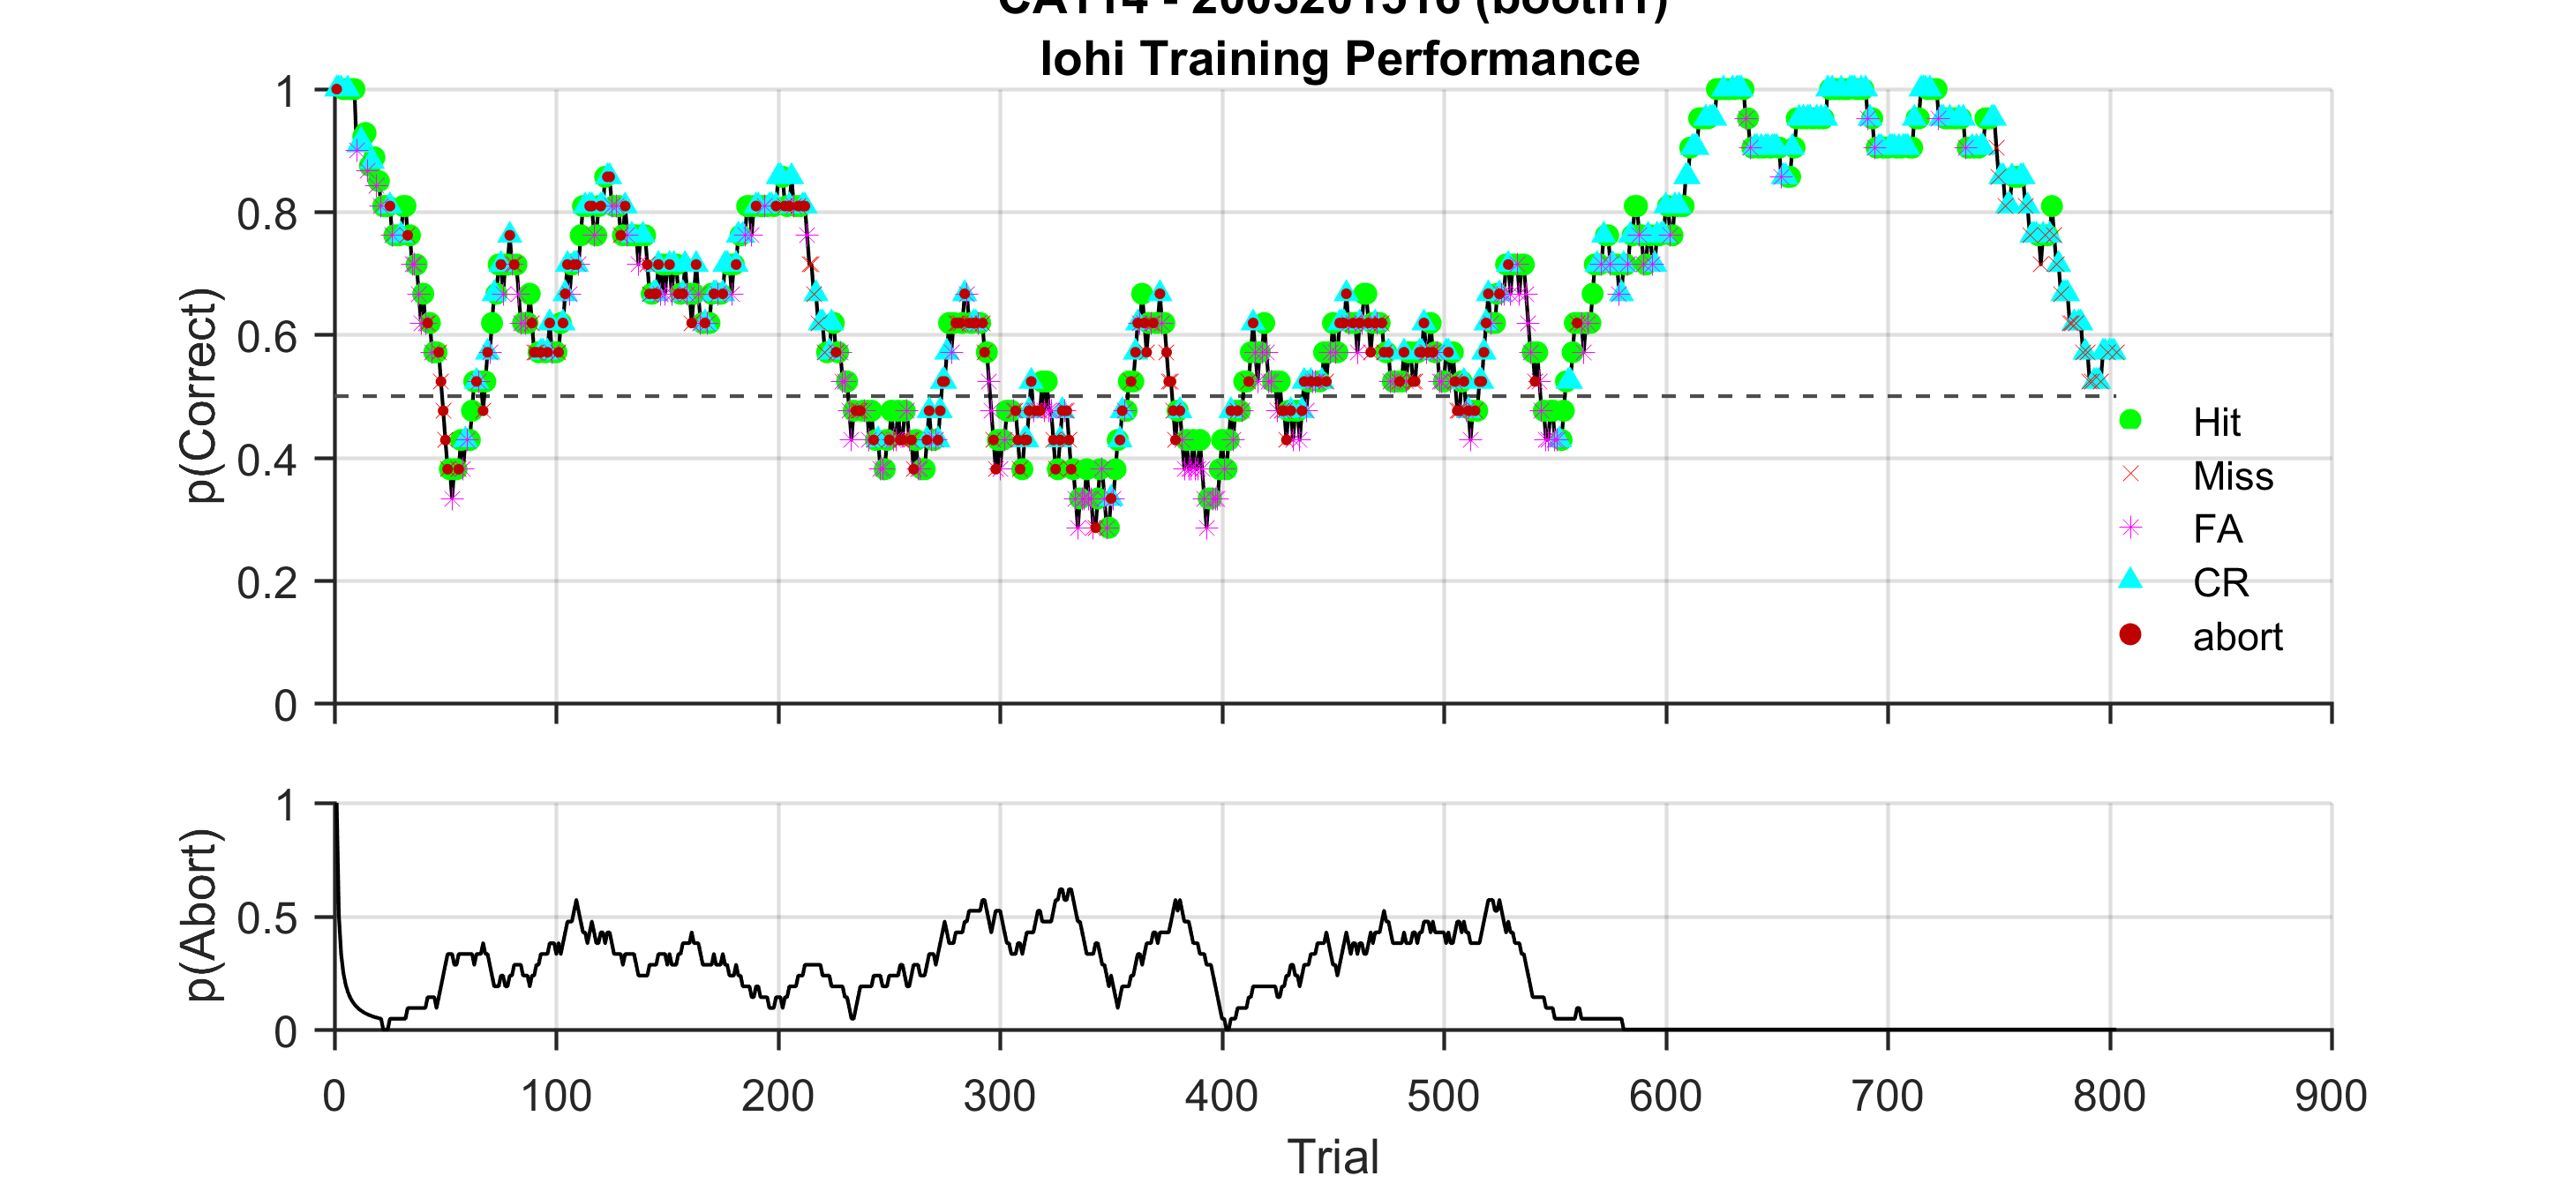 lohi Training Performance
p(Correct)
1
0.8
0.6
0.4
0.2
0
Hit
Miss
FA
CR
abort
p(Abort)
1
0.5
0
0 100 200 300 400 500 600 700 800 900
Trial